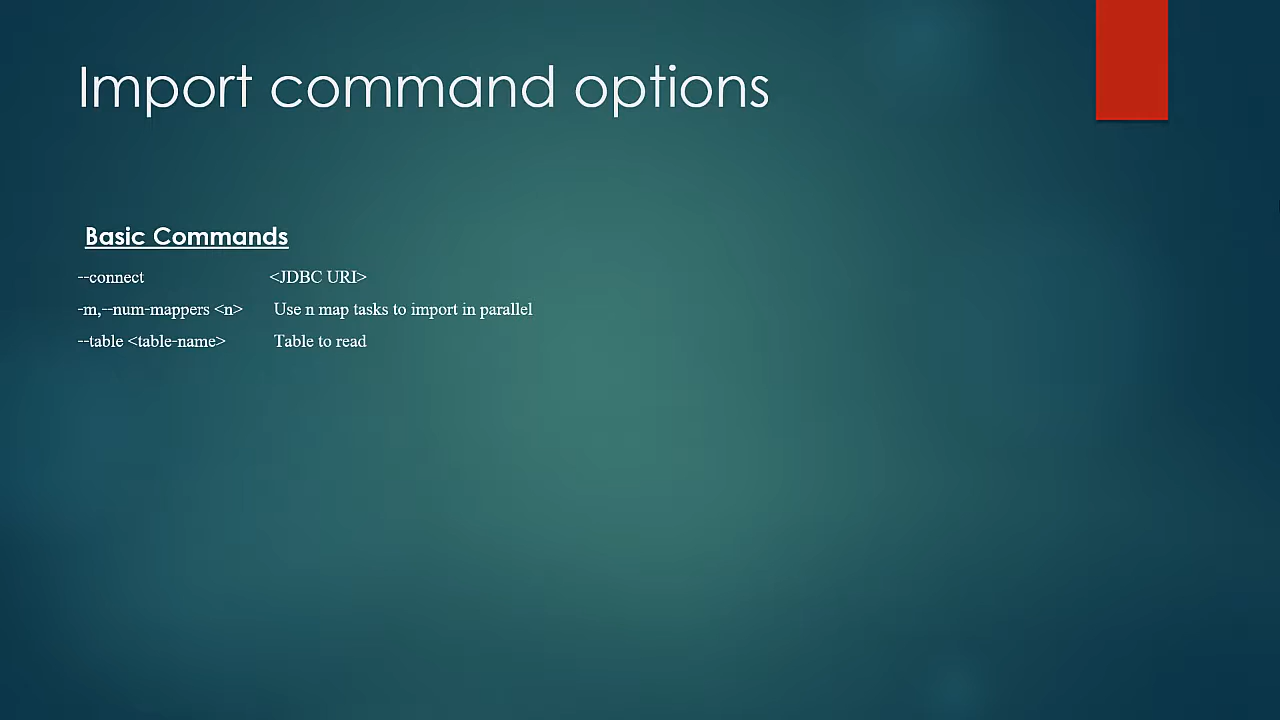 Import command options
Basic Commands
--connect <JDBC URI>
-m,--num-mappers <n> Use n map tasks to import in parallel
--table <table-name> Table to read